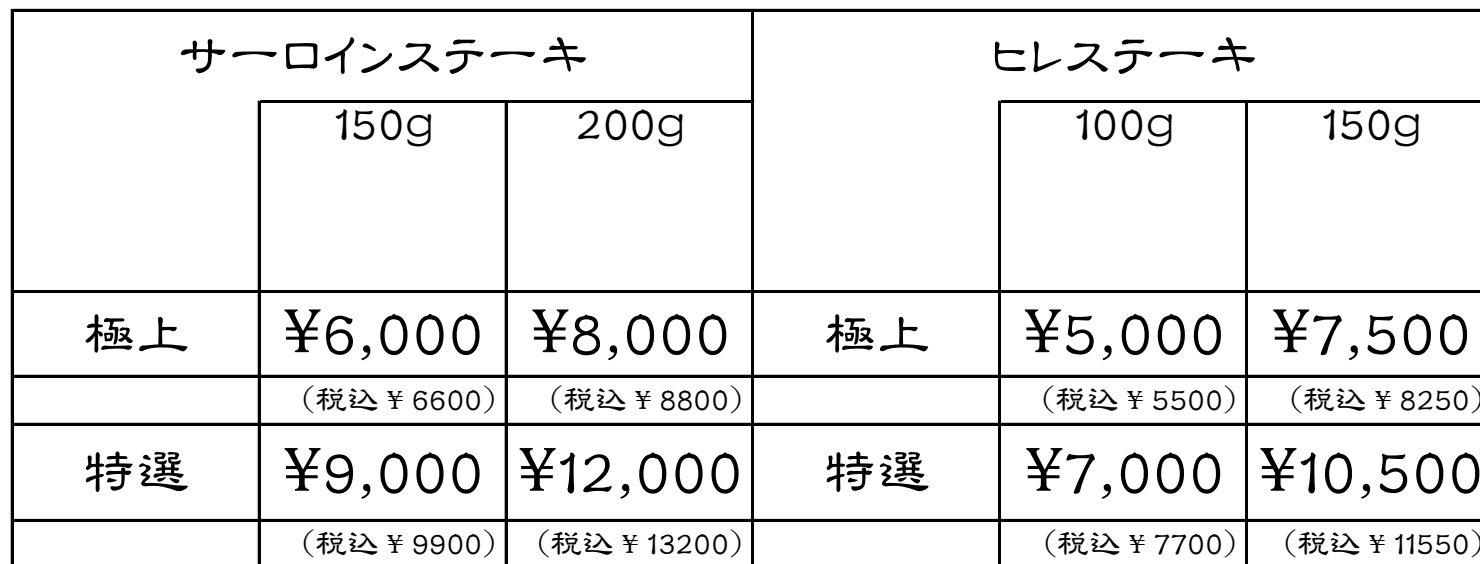 サーロインステーキ ヒレステーキ
150g 200g 100g 150g
極上 ¥6,000 ¥8,000 極上 ¥5,000 ¥7,500
（税込￥6600） （税込￥8800） （税込￥5500） （税込￥8250）
特選 ¥9,000 ¥12,000 特選 ¥7,000 ¥10,500
（税込￥9900） （税込￥13200） （税込￥7700） （税込￥11550）